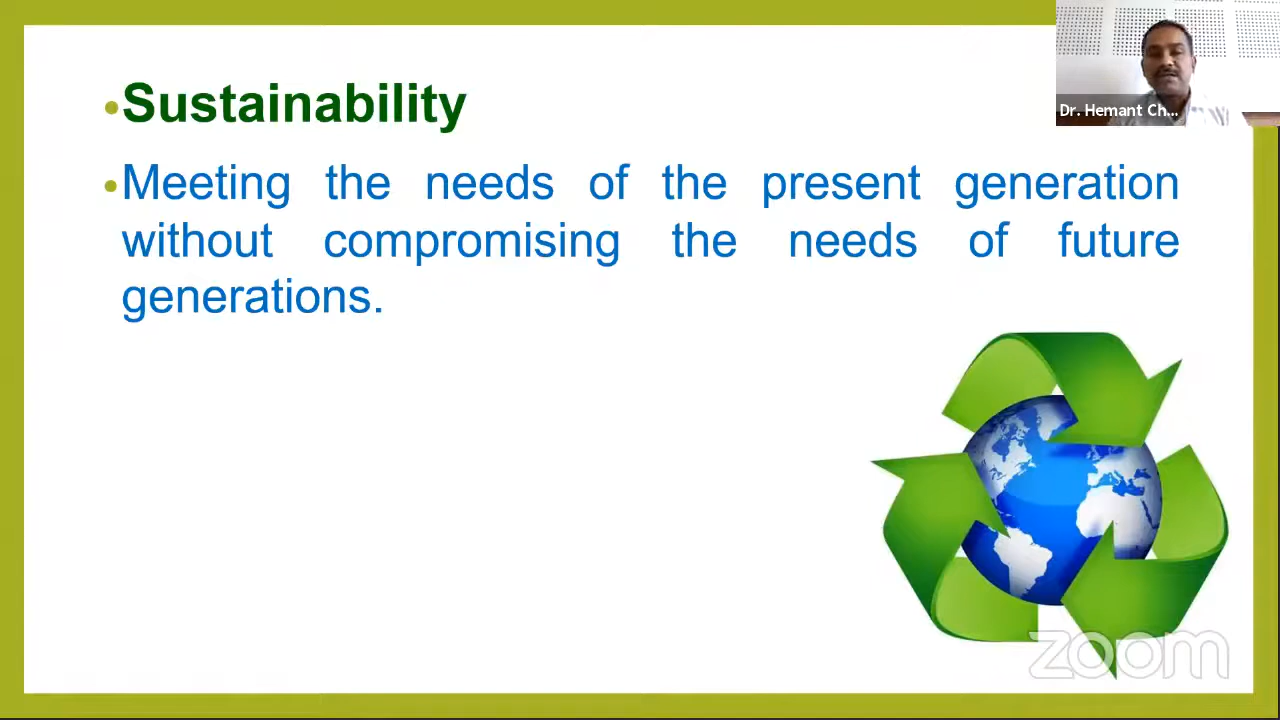 •Sustainability
•Meeting the needs of the present generation
without compromising the needs of future
generations.
Dr. Hemant Ch...
zoom